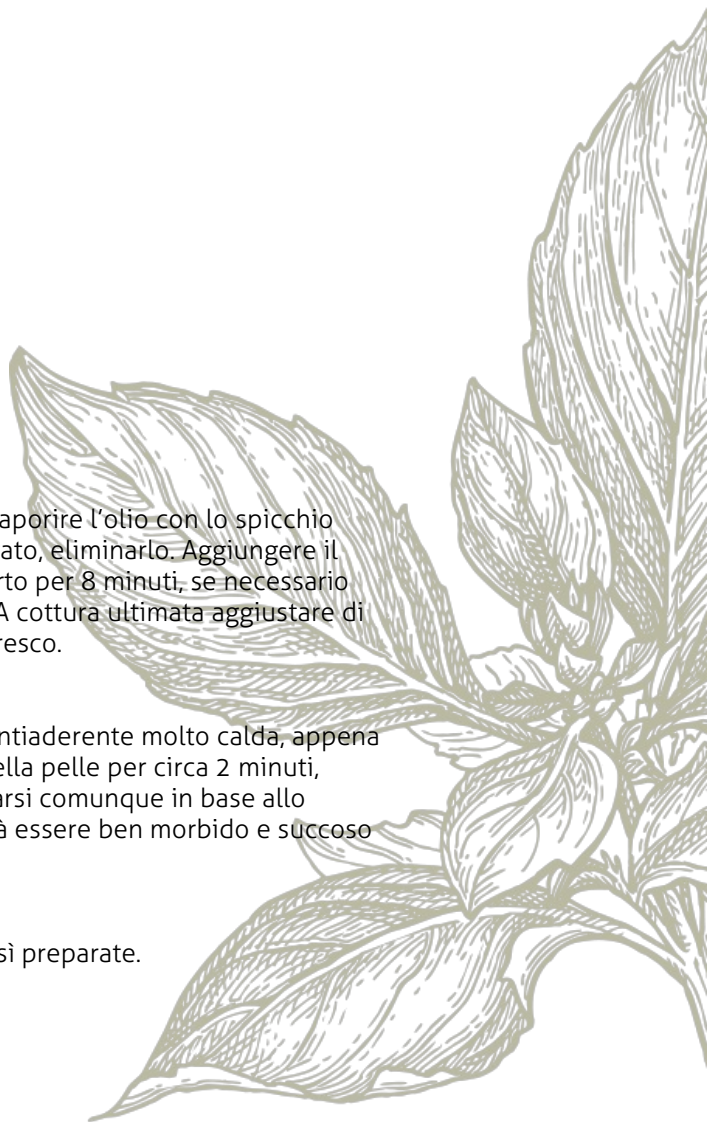 aporire l'olio con lo spicchio
ato, eliminarlo. Aggiungere il
rto per 8 minuti, se necessario
A cottura ultimata aggiustare di
resco.
ntiaderente molto calda, appena
ella pelle per circa 2 minuti,
arsi comunque in base allo
à essere ben morbido e succoso
sì preparate.